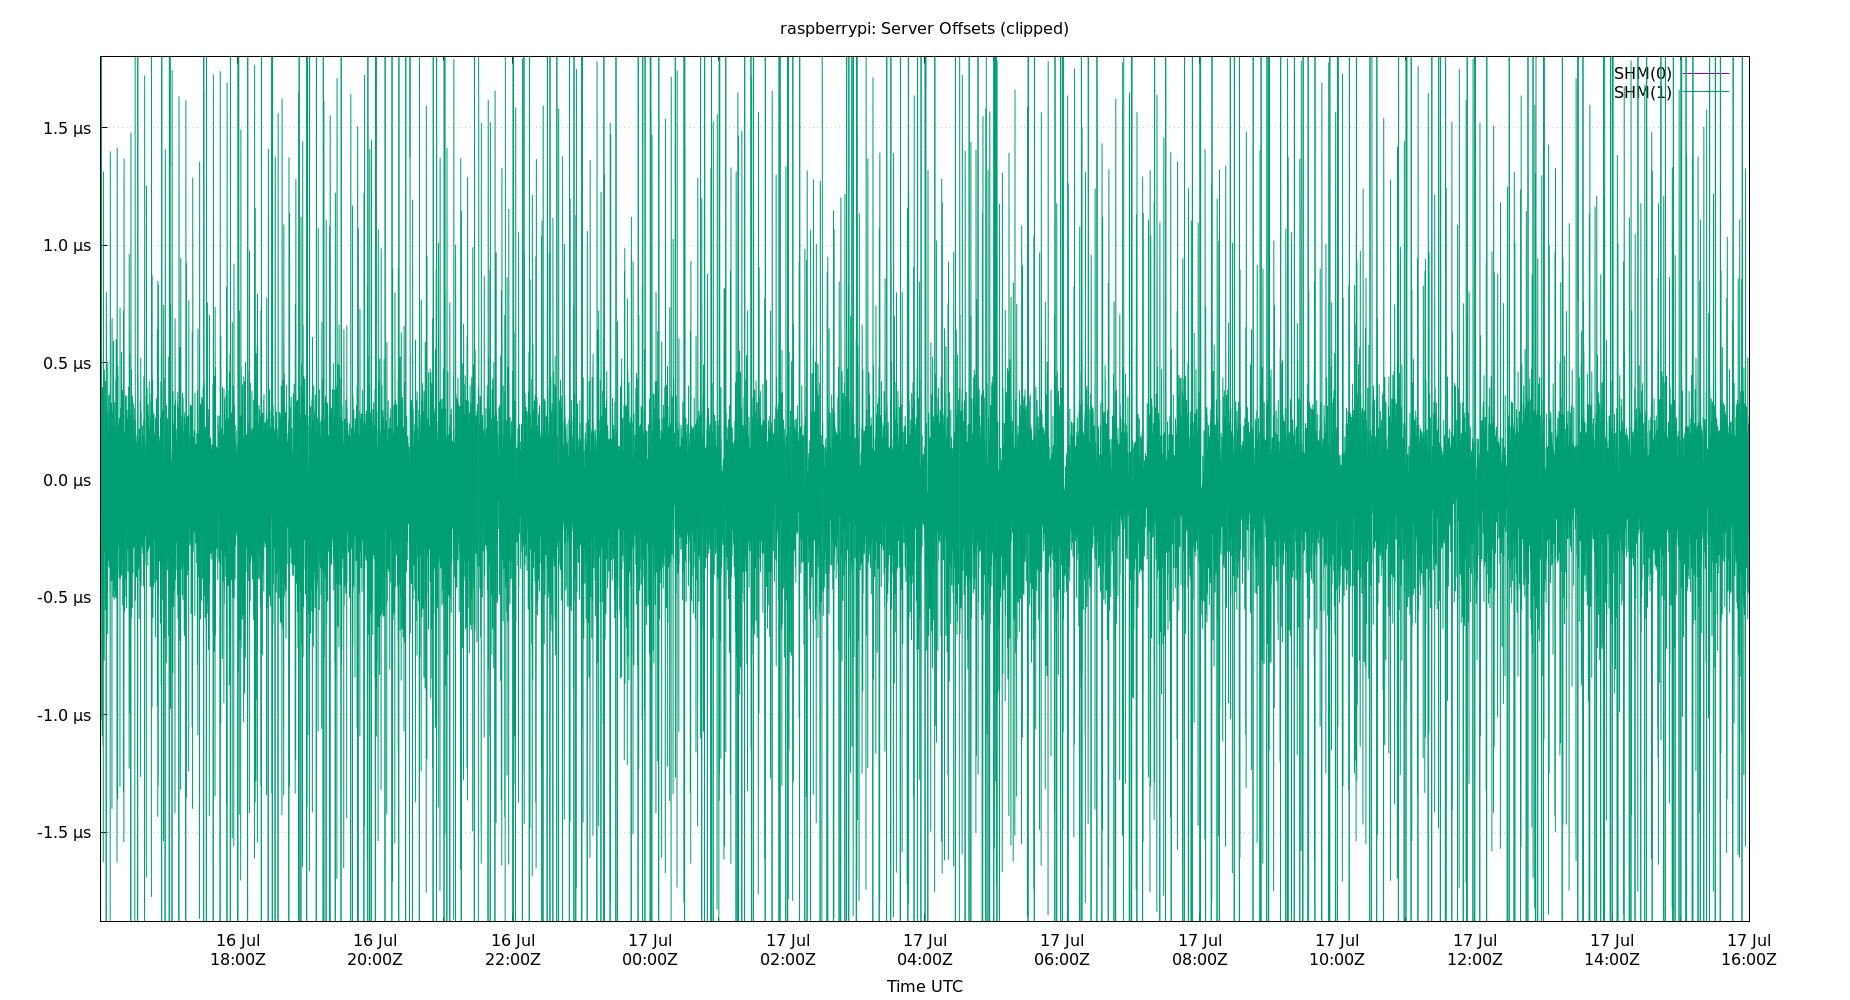 raspberrypi: Server Offsets (clipped)
SHM(0)
SHM(1)
1.5 µs
1.0 µs
0.5 µs
0.0 µs
-0.5 µs
-1.0 µs
-1.5 µs
16 Jul 16 Jul 16 Jul 17 Jul 17 Jul 17 Jul 17 Jul 17 Jul 17 Jul 17 Jul 17 Jul 17 Jul
18:00Z 20:00Z 22:00Z 00:00Z 02:00Z 04:00Z 06:00Z 08:00Z 10:00Z 12:00Z 14:00Z 16:00Z
Time UTC